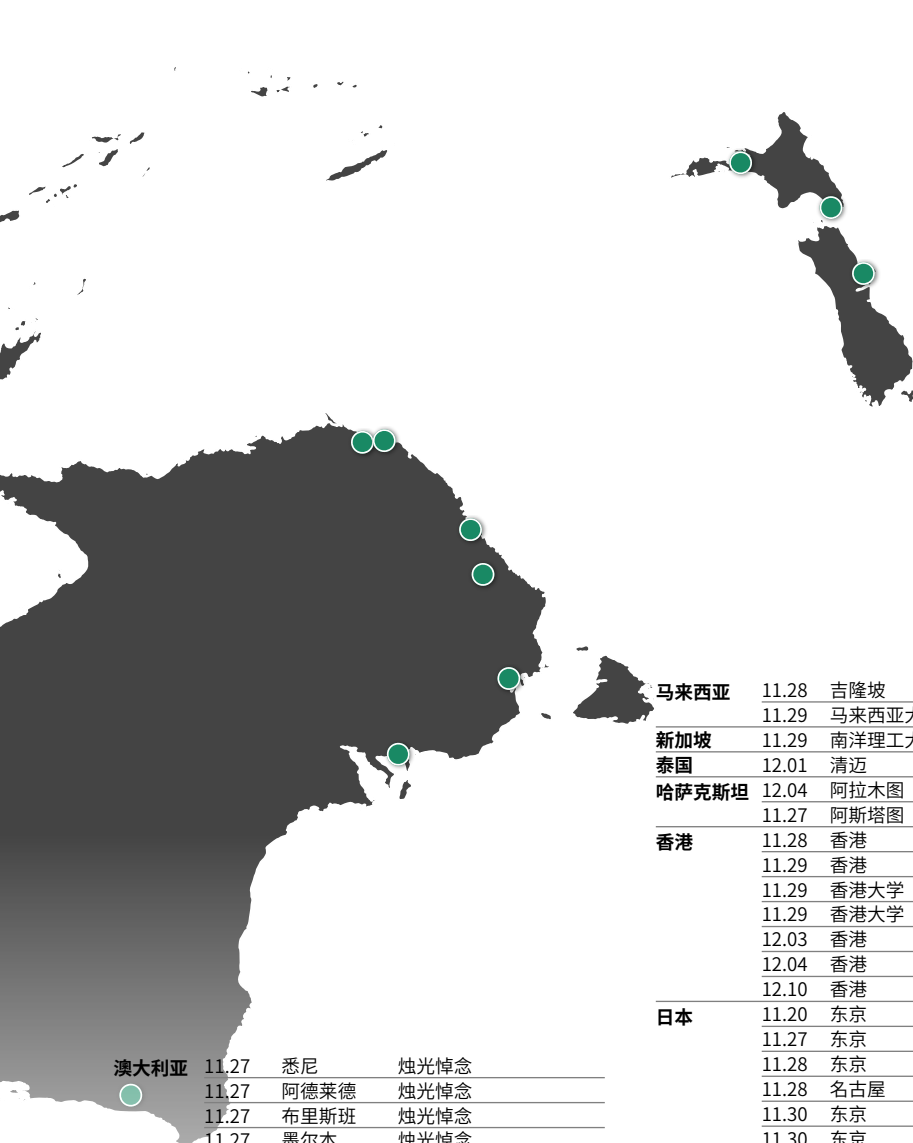 马来西亚 11.28 吉隆坡
11.29 马来西亚
新加坡 11.29 南洋理工
泰国 12.01 清迈
哈萨克斯坦 12.04 阿拉木图
11.27 阿斯塔图
香港 11.28 香港
11.29 香港
11.29 香港大学
11.29 香港大学
12.03 香港
12.04 香港
12.10 香港
日本 11.20 东京
11.27 东京
11.28 东京
11.28 名古屋
11.30 东京
11.30 东京
澳大利亚 11.27 悉尼 烛光悼念
11.27 阿德莱德 烛光悼念
11.27 布里斯班 烛光悼念
11.27 墨尔本 烛光悼念